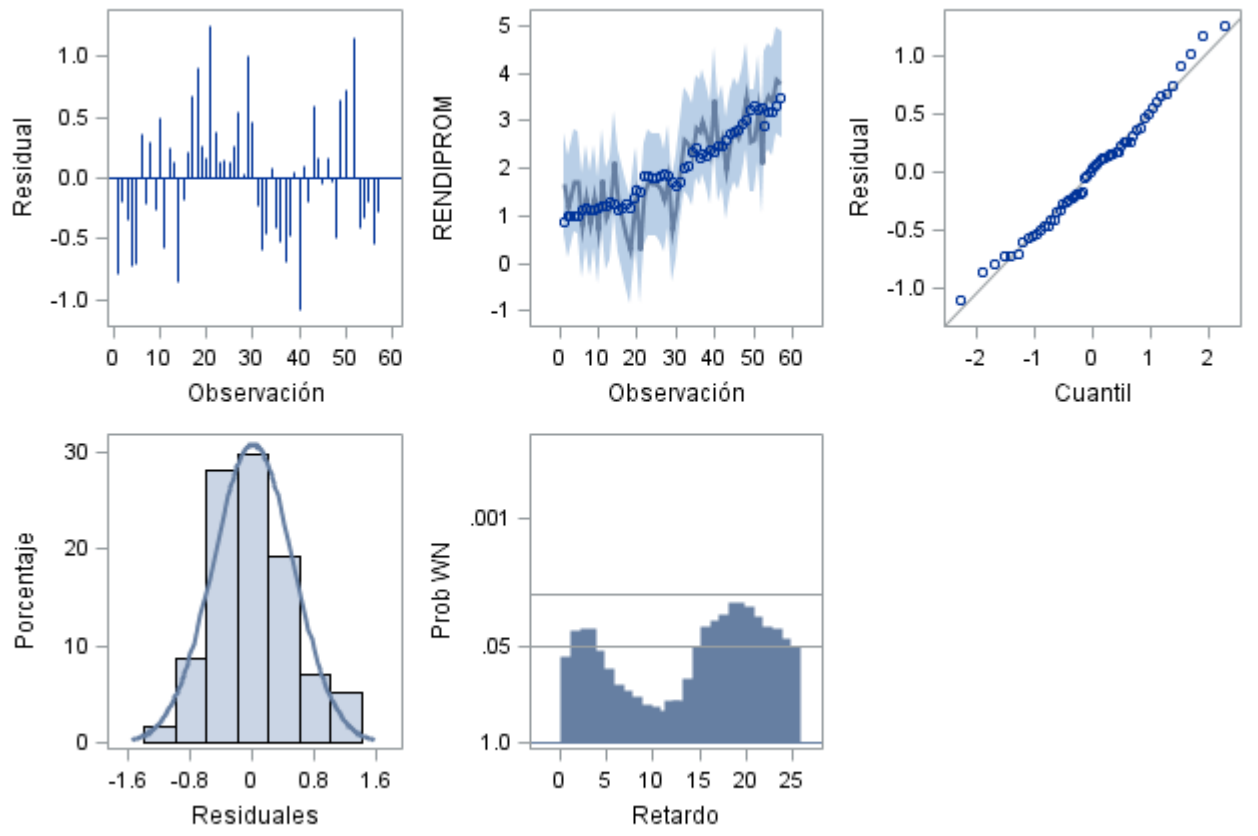 Residual
1.0
0.5
0.0
-0.5
-1.0
0 10 20 30 40 50 60
Observación
RENDIPROM
5
4
3
2
1
0
-1
0 10 20 30 40 50 60
Observación
Residual
1.0
0.5
0.0
-0.5
-1.0
-2 -1 0 1 2
Cuantil
Porcentaje
30
20
10
0
-1.6 -0.8 0 0.8 1.6
Residuales
Prob WN
.001
.05
1.0
0 5 10 15 20 25
Retardo